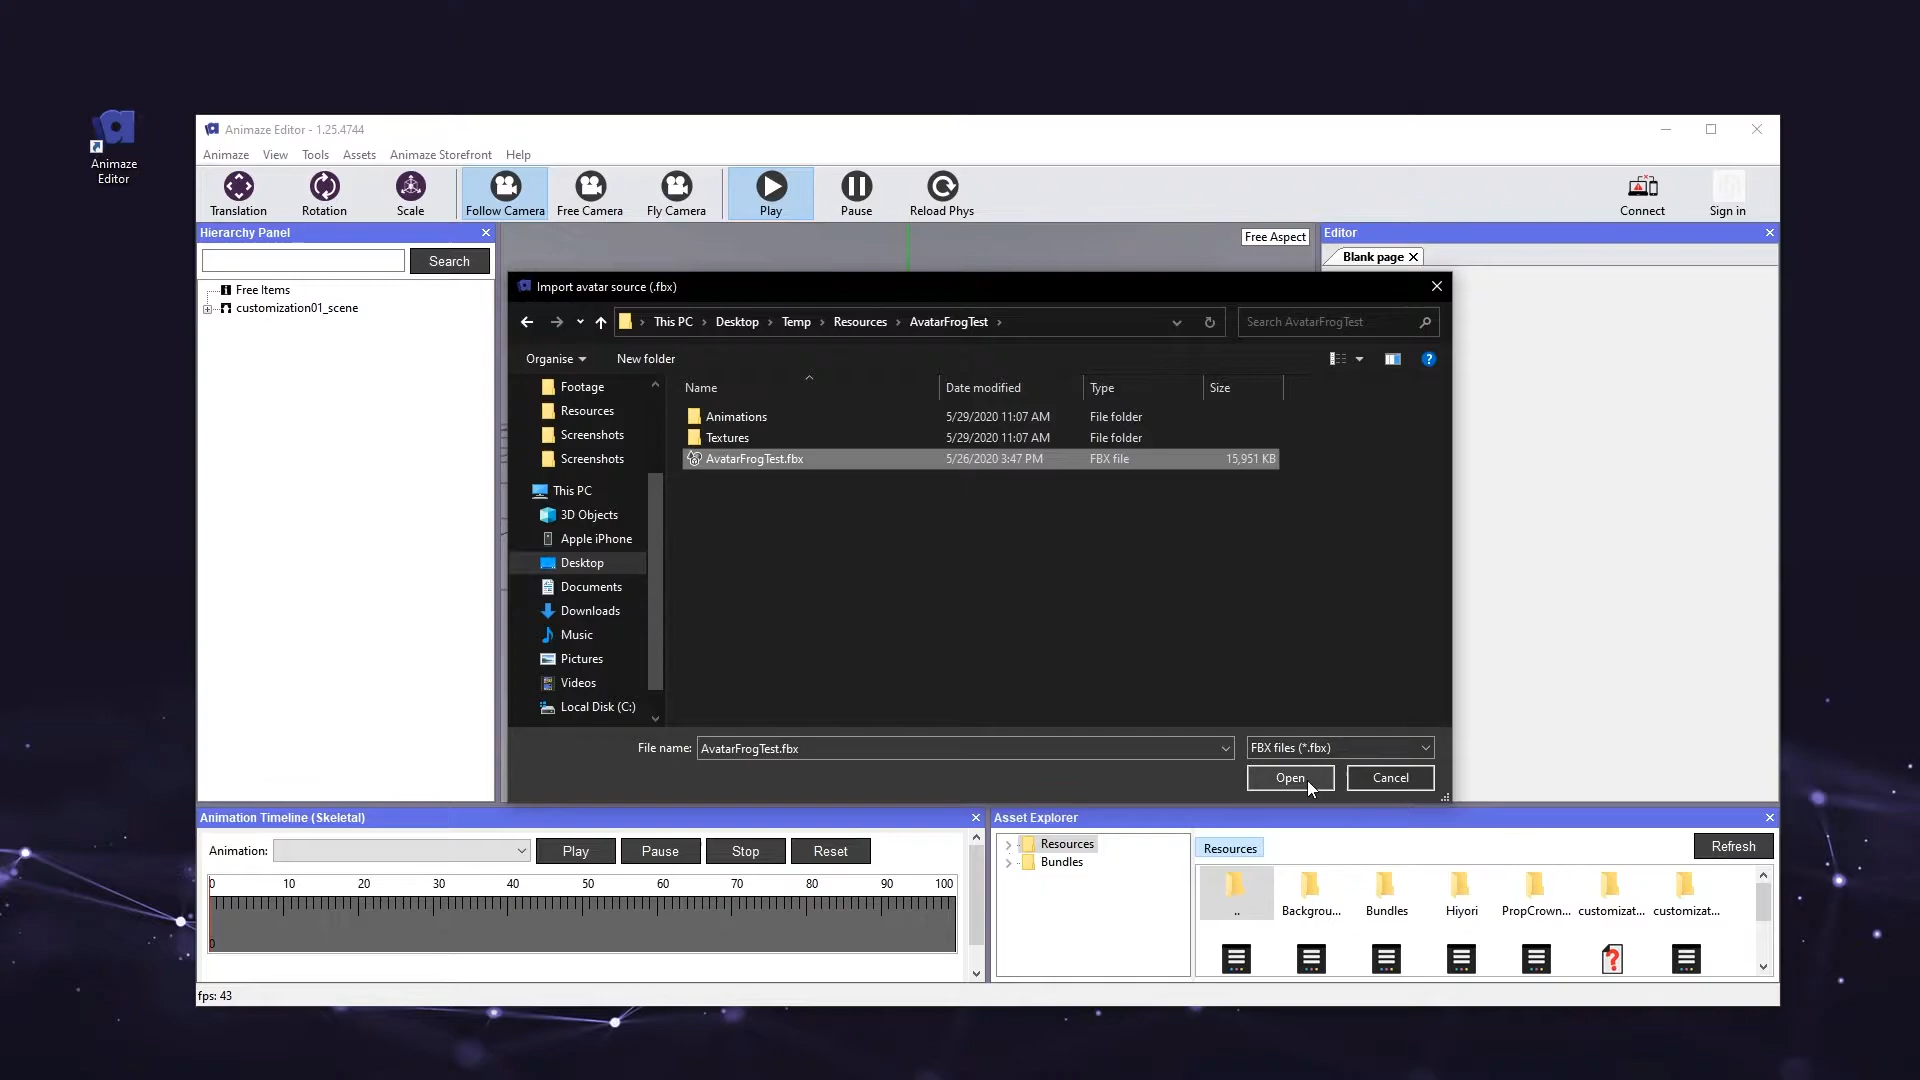 Animaze
Editor
Animaze Editor - 1.25.4744
Animaze View Tools Assets Animaze Storefront Help
Translation Rotation Scale Follow Camera Free Camera Fly Camera Play Pause Reload Phys Connect Sign in
Hierarchy Panel
Search
Free Items
customization01_scene
Free Aspect
Editor
Blank page
Import avatar source (.fbx)
This PC Desktop Temp Resources AvatarFrogTest
Search AvatarFrogTest
Organise New folder
Footage
Resources
Screenshots
Screenshots
This PC
3D Objects
Apple iPhone
Desktop
Documents
Downloads
Music
Pictures
Videos
Local Disk (C:)
Name Date modified Type Size
Animations 5/29/2020 11:07 AM File folder
Textures 5/29/2020 11:07 AM File folder
AvatarFrogTest.fbx 5/26/2020 3:47 PM FBX file 15,951 KB
File name: AvatarFrogTest.fbx FBX files (*.fbx)
Open Cancel
Animation Timeline (Skeletal)
Animation: Play Pause Stop Reset
0 10 20 30 40 50 60 70 80 90 100
0
Asset Explorer
Resources
Bundles
Resources Refresh
.. Backgrou... Bundles Hiyori PropCrown... customizat... customizat...
fps: 43